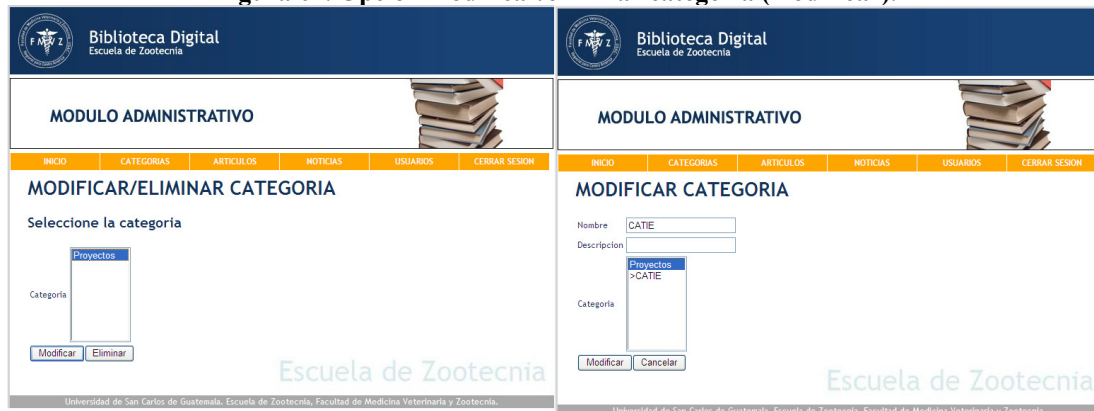 F M V Z
Biblioteca Digital
Escuela de Zootecnia
MODULO ADMINISTRATIVO
INICIO CATEGORIAS ARTICULOS NOTICIAS USUARIOS CERRAR SESION
MODIFICAR/ELIMINAR CATEGORIA
Seleccione la categoria
Proyectos
Categoria
Modificar Eliminar
Escuela de Zootecnia
Universidad de San Carlos de Guatemala. Escuela de Zootecnia, Facultad de Medicina Veterinaria y Zootecnia.
F M V Z
Biblioteca Digital
Escuela de Zootecnia
MODULO ADMINISTRATIVO
INICIO CATEGORIAS ARTICULOS NOTICIAS USUARIOS CERRAR SESION
MODIFICAR CATEGORIA
Nombre CATIE
Descripcion
Proyectos
>CATIE
Categoria
Modificar Cancelar
Escuela de Zootecnia